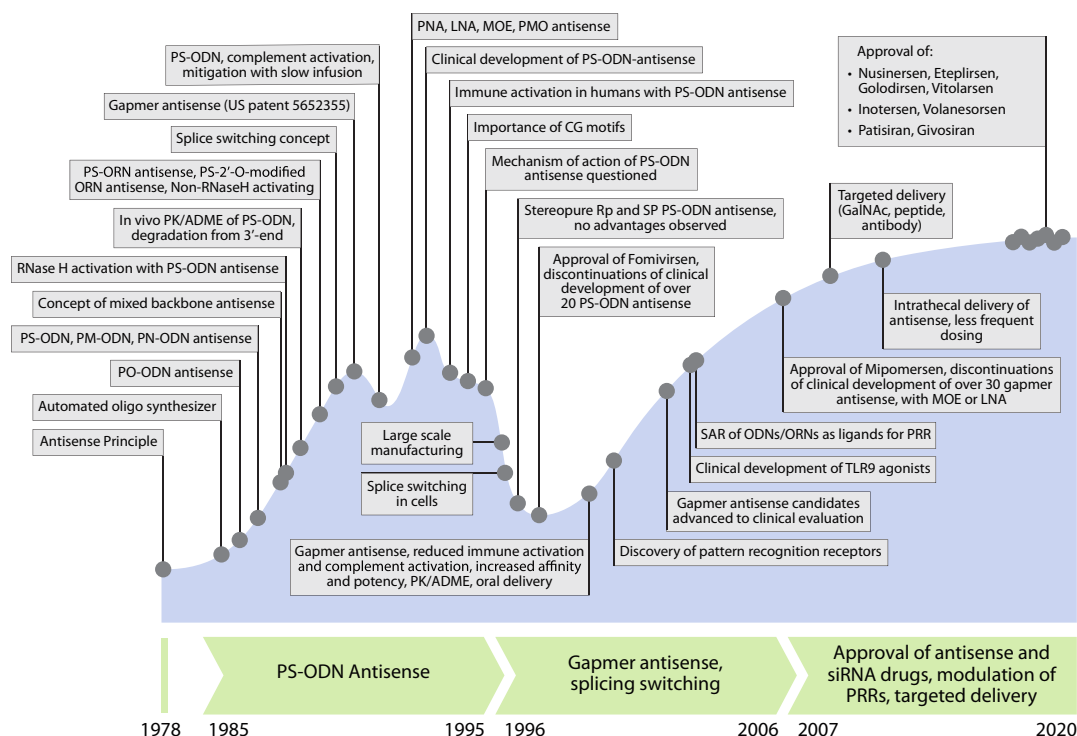 PNA, LNA, MOE, PMO antisense
PS-ODN, complement activation,
mitigation with slow infusion
Clinical development of PS-ODN-antisense
Gapmer antisense (US patent 5652355)
Immune activation in humans with PS-ODN antisense
Splice switching concept
Importance of CG motifs
PS-ORN antisense, PS-2'-O-modified
ORN antisense, Non-RNaseH activating
Mechanism of action of PS-ODN
antisense questioned
In vivo PK/ADME of PS-ODN,
degradation from 3'-end
Stereopure Rp and SP PS-ODN antisense,
no advantages observed
RNase H activation with PS-ODN antisense
Approval of Fomivirsen,
discontinuations of clinical
development of over
20 PS-ODN antisense
Concept of mixed backbone antisense
PS-ODN, PM-ODN, PN-ODN antisense
PO-ODN antisense
Automated oligo synthesizer
Antisense Principle
Large scale
manufacturing
Splice switching
in cells
Gapmer antisense, reduced immune activation
and complement activation, increased affinity
and potency, PK/ADME, oral delivery
Approval of:
• Nusinersen, Eteplirsen,
Golodirsen, Vitolarsen
• Inotersen, Volanesorsen
• Patisiran, Givosiran
Targeted delivery
(GalNAc, peptide,
antibody)
Intrathecal delivery of
antisense, less frequent
dosing
Approval of Mipomersen, discontinuations
of clinical development of over 30 gapmer
antisense, with MOE or LNA
SAR of ODNs/ORNs as ligands for PRR
Clinical development of TLR9 agonists
Gapmer antisense candidates
advanced to clinical evaluation
Discovery of pattern recognition receptors
PS-ODN Antisense
Gapmer antisense,
splicing switching
Approval of antisense and
siRNA drugs, modulation of
PRRs, targeted delivery
1978 1985 1995 1996 2006 2007 2020